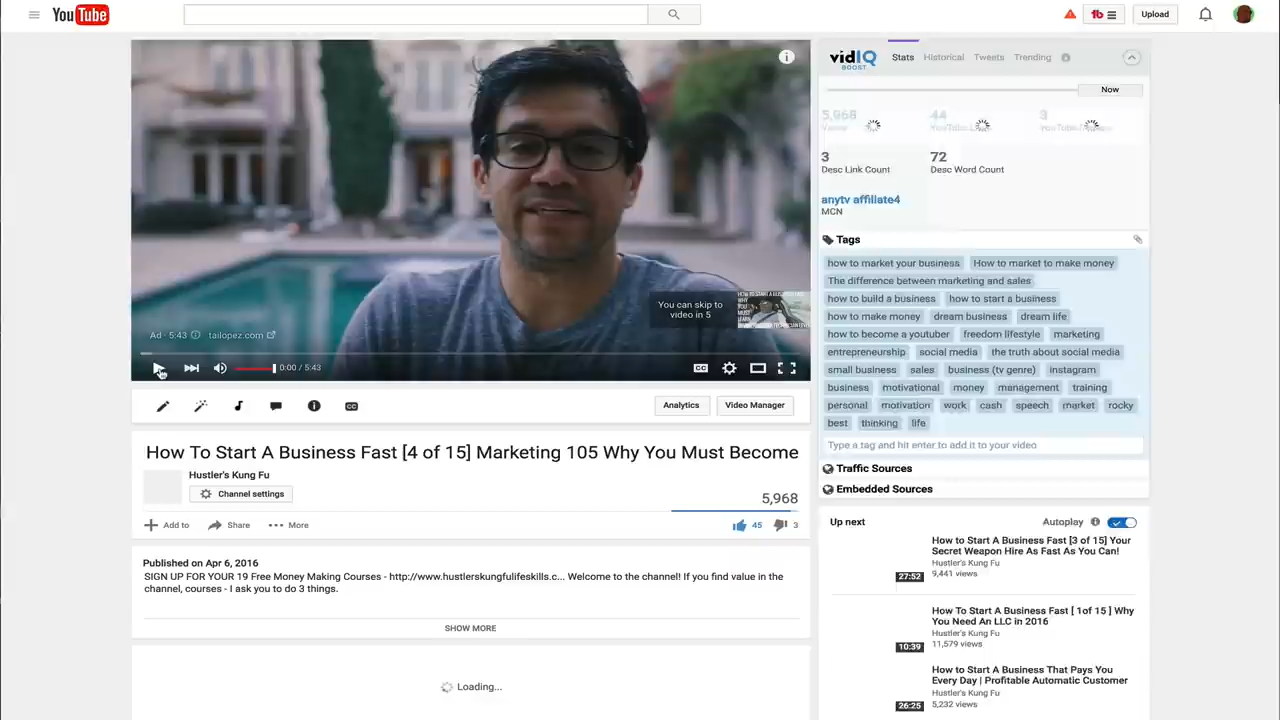 YouTube
Upload
You can skip to
video in 5
Ad · 5:43
tailopez.com
0:00 / 5:43
CC
Analytics
Video Manager
How To Start A Business Fast [4 of 15] Marketing 105 Why You Must Become
Hustler's Kung Fu
Channel settings
5,968
Add to
Share
More
45
3
Published on Apr 6, 2016
SIGN UP FOR YOUR 19 Free Money Making Courses - http://www.hustlerskungfulifeskills.c... Welcome to the channel! If you find value in the
channel, courses - I ask you to do 3 things.
SHOW MORE
Loading...
vidIQ
BOOST
Stats
Historical
Tweets
Trending
Now
5,968
44
3
Views
3
72
Desc Link Count
Desc Word Count
anytv affiliate4
MCN
Tags
how to market your business
How to market to make money
The difference between marketing and sales
how to build a business
how to start a business
how to make money
dream business
dream life
how to become a youtuber
freedom lifestyle
marketing
entrepreneurship
social media
the truth about social media
small business
sales
business (tv genre)
instagram
business
motivational
money
management
training
personal
motivation
work
cash
speech
market
rocky
best
thinking
life
Type a tag and hit enter to add it to your video
Traffic Sources
Embedded Sources
Up next
Autoplay
How to Start A Business Fast [3 of 15] Your
Secret Weapon Hire As Fast As You Can!
Hustler's Kung Fu
9,441 views
27:52
How To Start A Business Fast [ 1of 15 ] Why
You Need An LLC in 2016
Hustler's Kung Fu
11,579 views
10:39
How to Start A Business That Pays You
Every Day | Profitable Automatic Customer
Hustler's Kung Fu
5,232 views
26:25